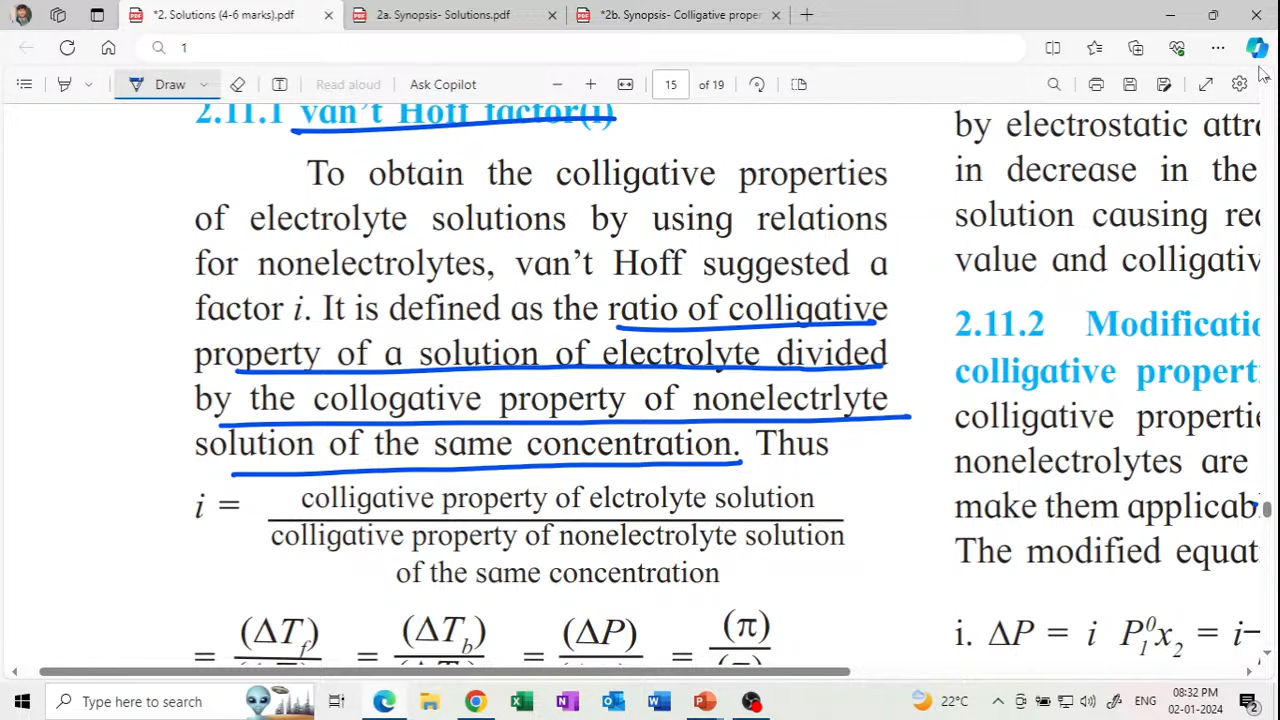 *2. Solutions (4-6 marks).pdf
2a. Synopsis- Solutions.pdf
*2b. Synopsis- Colligative proper
1
Draw
Read aloud
Ask Copilot
15 of 19
2.11.1 van't Hoff factor(i)
To obtain the colligative properties
of electrolyte solutions by using relations
for nonelectrolytes, van't Hoff suggested a
factor i. It is defined as the ratio of colligative
property of a solution of electrolyte divided
by the collogative property of nonelectrlyte
solution of the same concentration. Thus
i = colligative property of elctrolyte solution
colligative property of nonelectrolyte solution
of the same concentration
= (ΔTf) = (ΔTb) = (ΔP) = (π)
by electrostatic attra
in decrease in the
solution causing red
value and colligativ
2.11.2 Modificatio
colligative properti
colligative propertie
nonelectrolytes are
make them applicab
The modified equat
i. ΔP = i P₁⁰x₂ = i
Type here to search
22°C
ENG
08:32 PM
02-01-2024
2